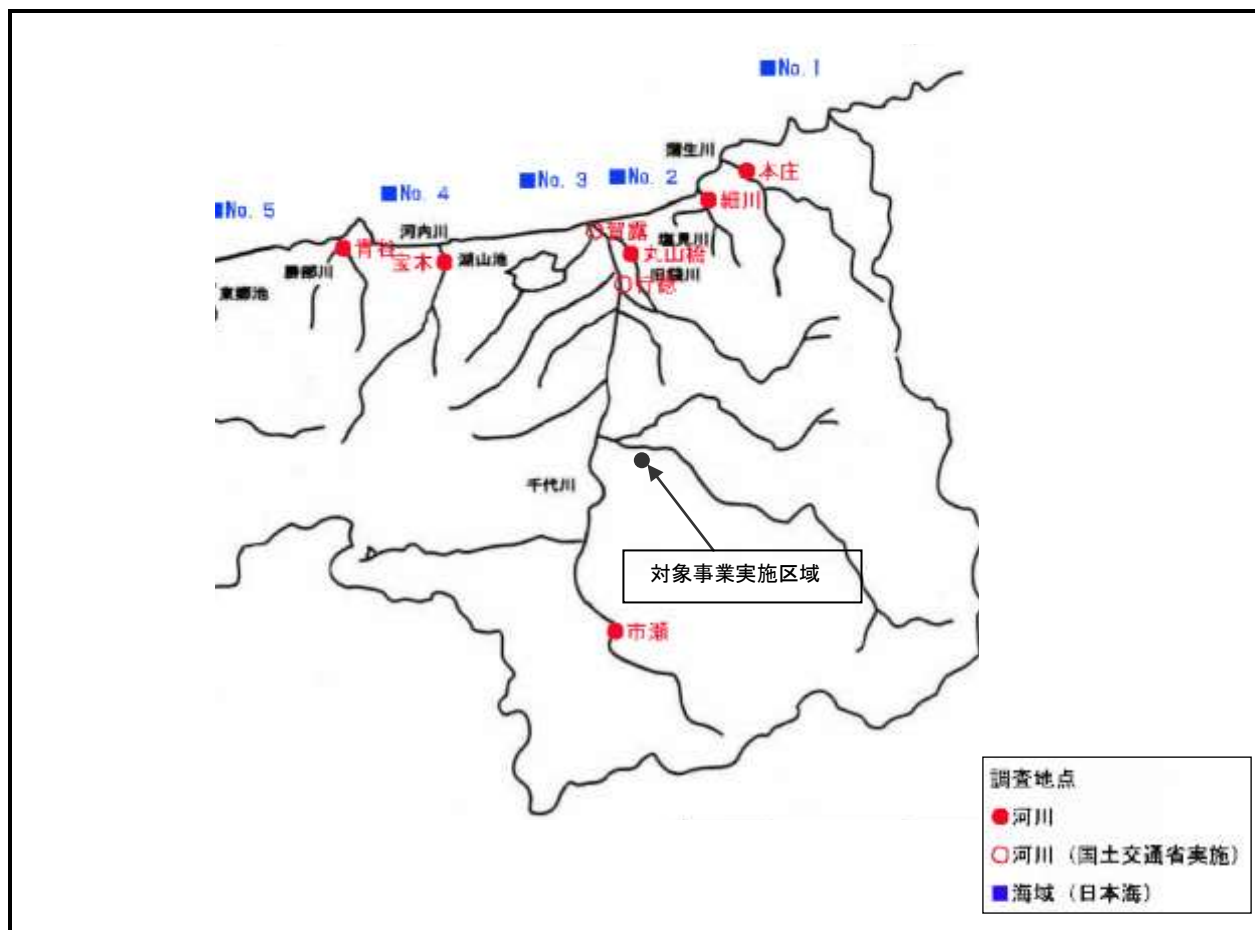 ■No. 1
蒲生川
●本庄
■No. 3
■No. 2
■No. 4
●細川
■No. 5
河内川
○賀露
塩見川
●青谷
宝木●
湖山池
●丸山橋
勝部川
旧袋川
○行徳
東郷池
千代川
対象事業実施区域
●市瀬
調査地点
●河川
○河川（国土交通省実施）
■海域（日本海）